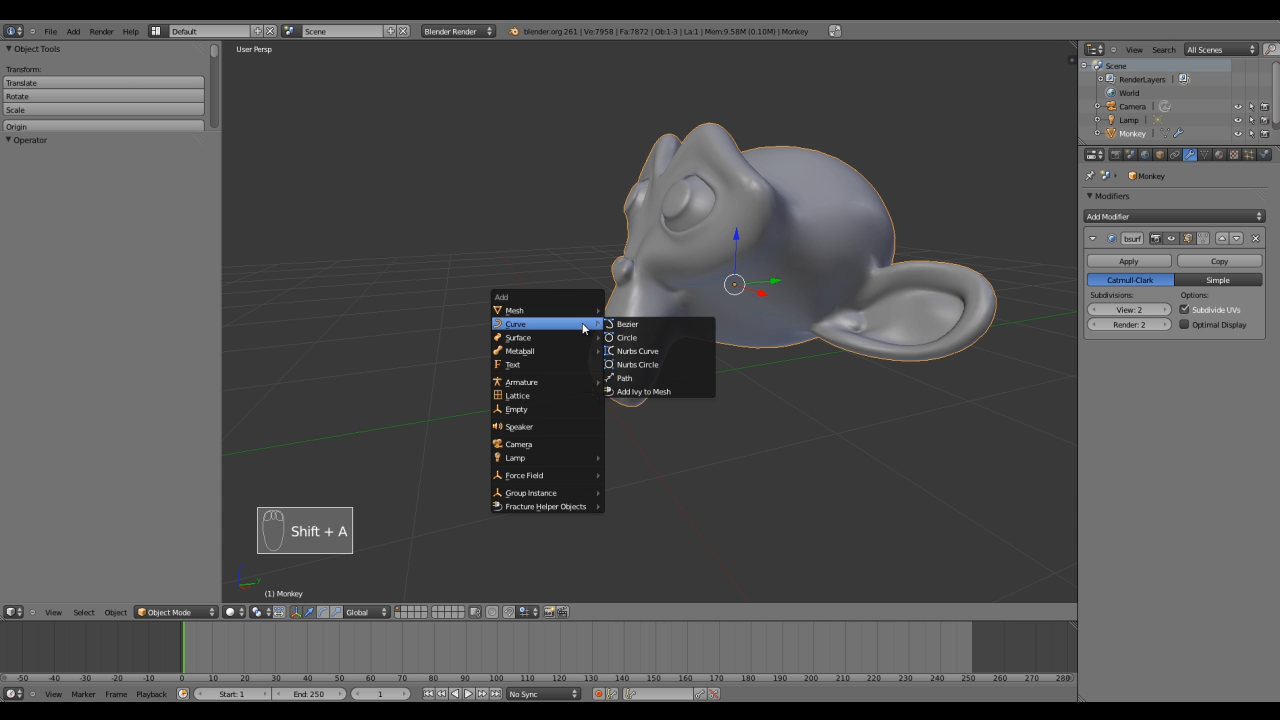 File Add Render Help Default Scene Blender Render blender.org 261 | Ve:7958 | Fa:7872 | Ob:1-3 | La:1 | Mem:9.58M (0.10M) | Monkey
Object Tools
Transform:
Translate
Rotate
Scale
Origin
Operator
User Persp
Add
Mesh
Curve
Surface
Metaball
Text
Armature
Lattice
Empty
Speaker
Camera
Lamp
Force Field
Group Instance
Fracture Helper Objects
Bezier
Circle
Nurbs Curve
Nurbs Circle
Path
Add Ivy to Mesh
Shift + A
(1) Monkey
View Select Object Object Mode Global
View Search All Scenes
Scene
RenderLayers
World
Camera
Lamp
Monkey
Monkey
Modifiers
Add Modifier
bsurf
Apply Copy
Catmull-Clark Simple
Subdivisions: Options:
View: 2 Subdivide UVs
Render: 2 Optimal Display
-50 -40 -30 -20 -10 0 10 20 30 40 50 60 70 80 90 100 110 120 130 140 150 160 170 180 190 200 210 220 230 240 250 260 270 280
View Marker Frame Playback Start: 1 End: 250 1 No Sync